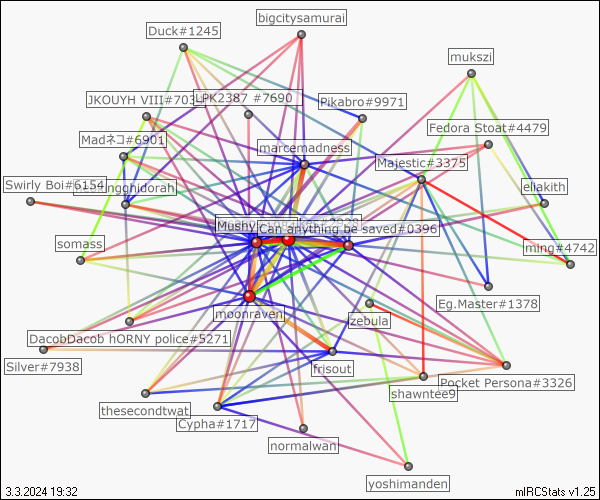 bigcitysamurai
Duck#1245
mukszi
JKOUYH VIII#703
LPK2387 #7690
Pikabro#9971
Fedora Stoat#4479
Madネコ#6901
marcemadness
Majestic#3375
Swirly Boi#6154
ngghidorah
eliakith
Mushy
Can anything be saved#0396
somass
ming#4742
Eg.Master#1378
moonraven
zebula
DacobDacob hORNY police#5271
Silver#7938
frisout
Pocket Persona#3326
shawntee9
thesecondtwat
Cypha#1717
normalwan
yoshimanden
3.3.2024 19:32
mIRCStats v1.25